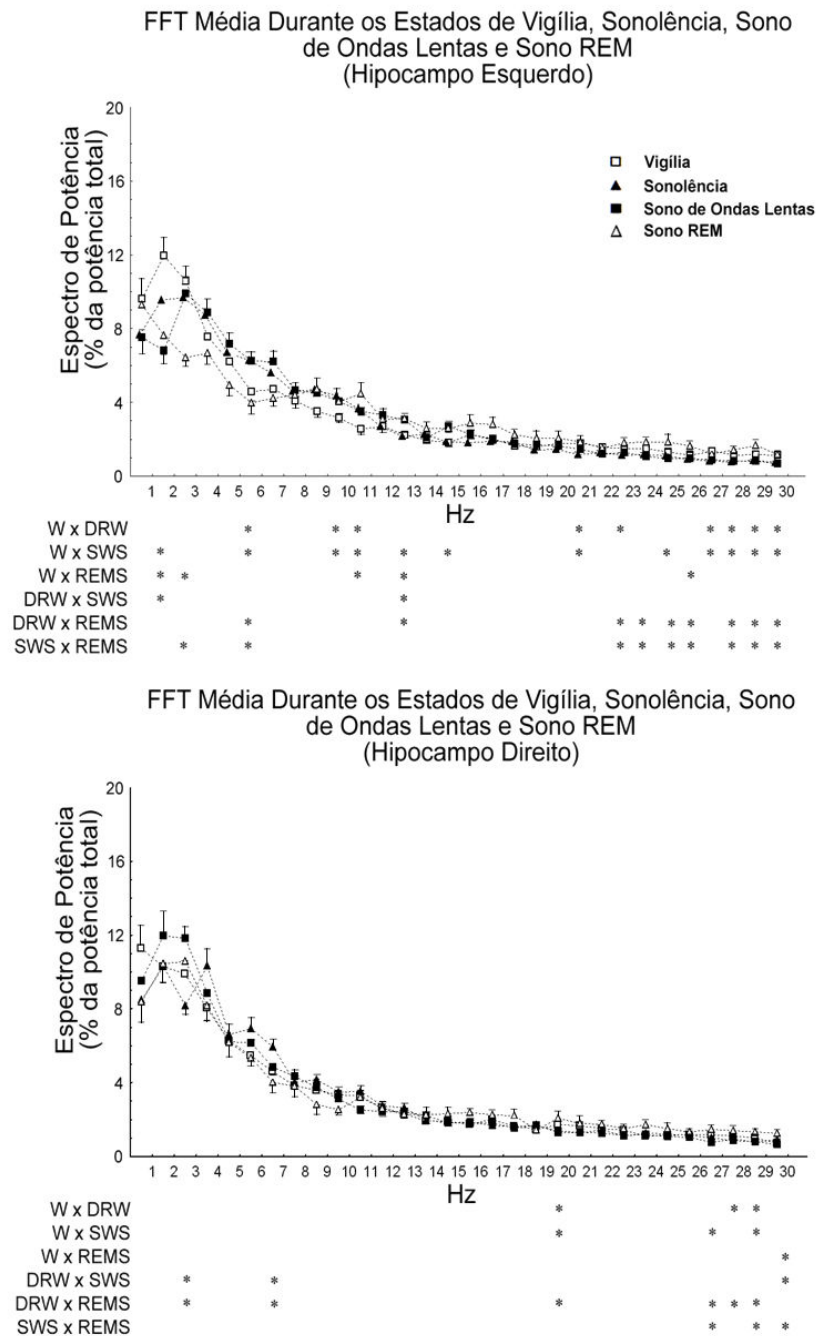 FFT Média Durante os Estados de Vigília, Sonolência, Sono
de Ondas Lentas e Sono REM
(Hipocampo Esquerdo)
Espectro de Potência
(% da potência total)
20
16
12
8
4
0
Vigília
Sonolência
Sono de Ondas Lentas
Sono REM
1 2 3 4 5 6 7 8 9 10 11 12 13 14 15 16 17 18 19 20 21 22 23 24 25 26 27 28 29 30
Hz
W x DRW * * * * * * * * *
W x SWS * * * * * * * * * * * *
W x REMS * * * * *
DRW x SWS * *
DRW x REMS * * * * * * * * *
SWS x REMS * * * * * * * * *
FFT Média Durante os Estados de Vigília, Sonolência, Sono
de Ondas Lentas e Sono REM
(Hipocampo Direito)
Espectro de Potência
(% da potência total)
20
16
12
8
4
0
1 2 3 4 5 6 7 8 9 10 11 12 13 14 15 16 17 18 19 20 21 22 23 24 25 26 27 28 29 30
Hz
W x DRW * * *
W x SWS * * *
W x REMS *
DRW x SWS * * *
DRW x REMS * * * * * *
SWS x REMS * * *